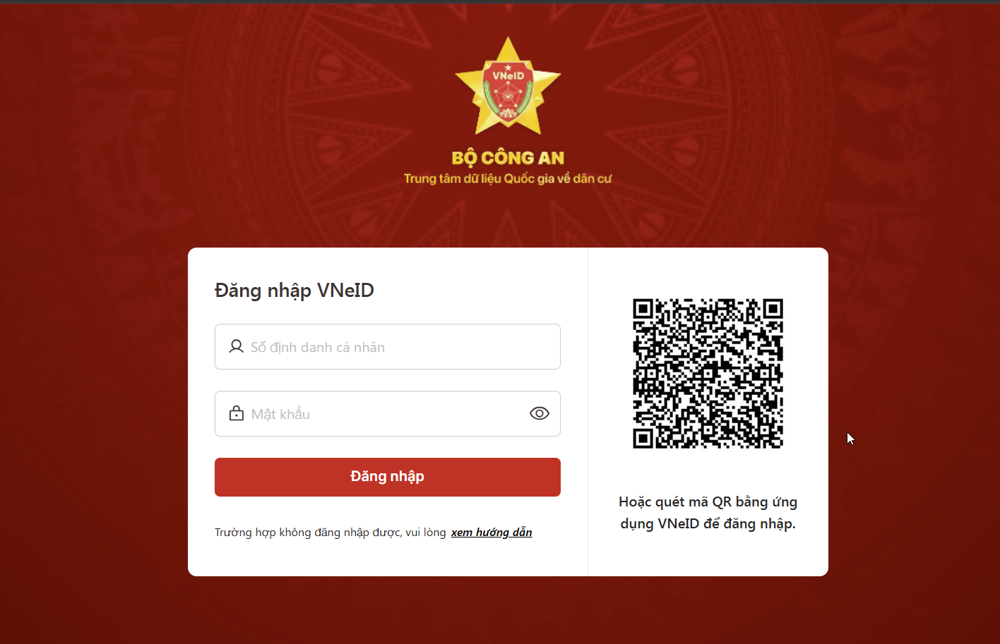 VNeID
BỘ CÔNG AN
Trung tâm dữ liệu Quốc gia về dân cư
Đăng nhập VNeID
Số định danh cá nhân
Mật khẩu
Đăng nhập
Trường hợp không đăng nhập được, vui lòng xem hướng dẫn
Hoặc quét mã QR bằng ứng
dụng VNeID để đăng nhập.